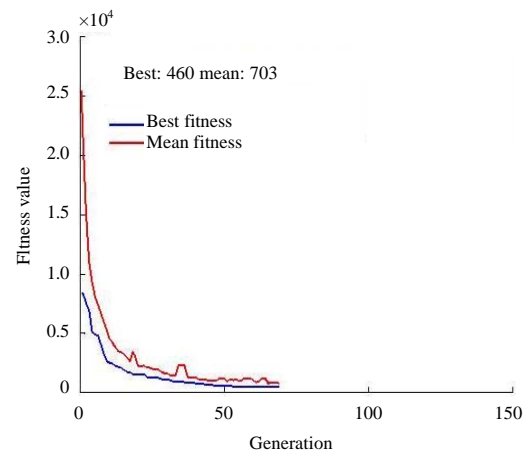 ×10⁴
3.0
Best: 460 mean: 703
2.5
Best fitness
Mean fitness
2.0
FItness value
1.5
1.0
0.5
0
0 50 100 150
Generation